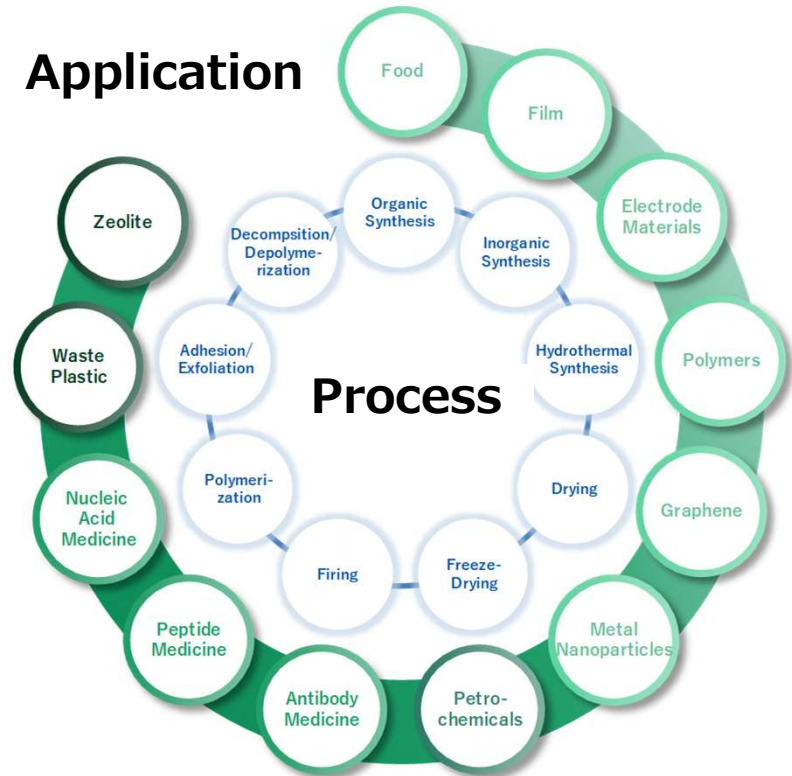 Application
Food
Film
Electrode
Materials
Polymers
Graphene
Metal
Nanoparticles
Petro-
chemicals
Antibody
Medicine
Peptide
Medicine
Nucleic
Acid
Medicine
Waste
Plastic
Zeolite
Process
Organic
Synthesis
Inorganic
Synthesis
Hydrothermal
Synthesis
Drying
Freeze-
Drying
Firing
Polymeri-
zation
Adhesion/
Exfoliation
Decompsition/
Depolyme-
rization